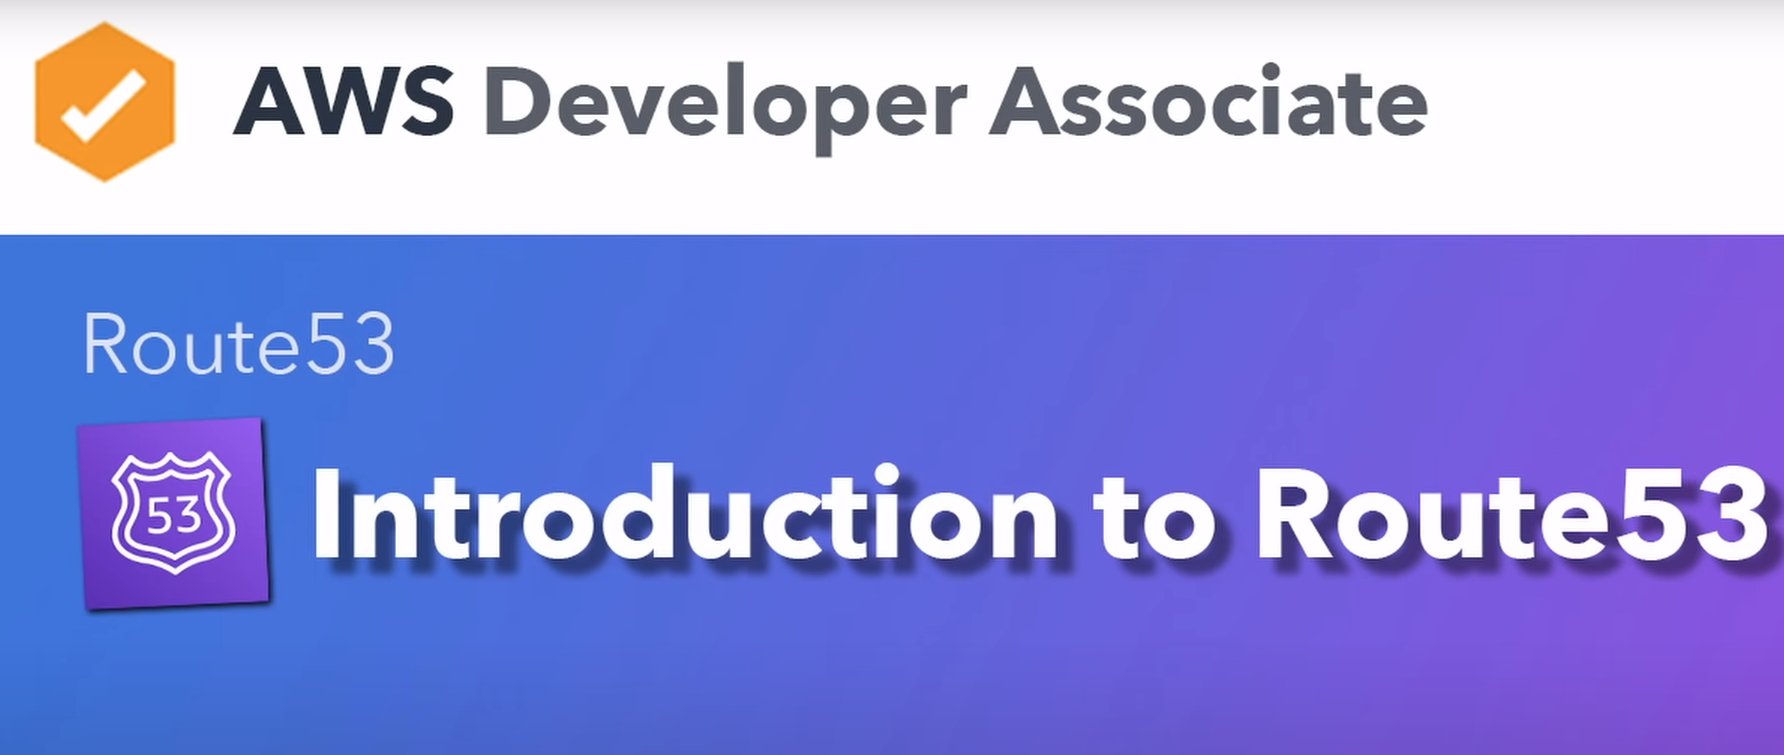 AWS Developer Associate
Route53
53
Introduction to Route53